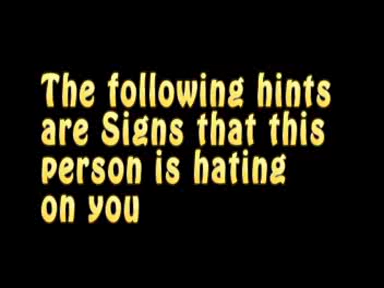 The following hints
are Signs that this
person is hating
on you